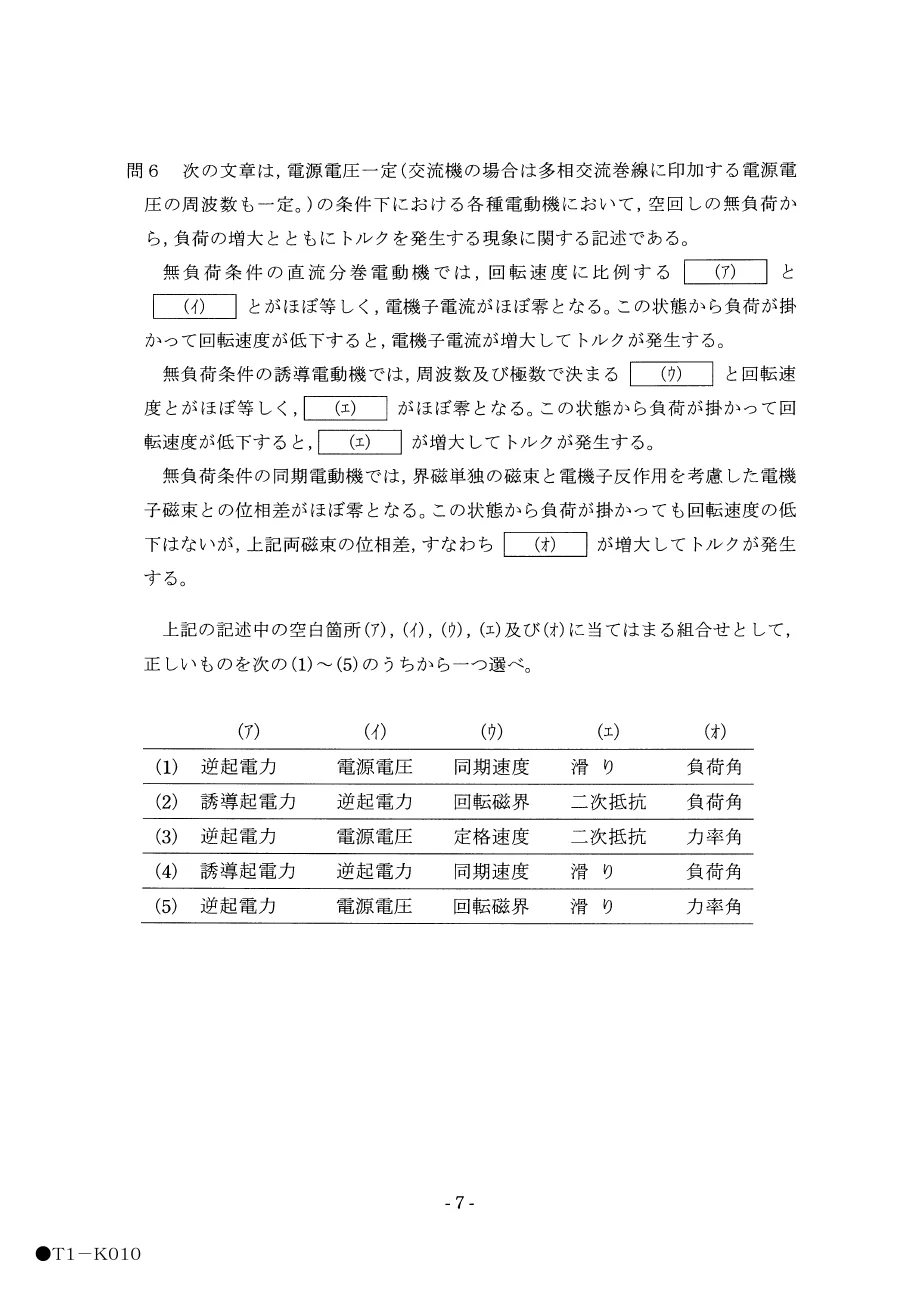 問6 次の文章は,電源電圧一定(交流機の場合は多相交流巻線に印加する電源電
圧の周波数も一定。)の条件下における各種電動機において,空回しの無負荷か
ら,負荷の増大とともにトルクを発生する現象に関する記述である。
無負荷条件の直流分巻電動機では,回転速度に比例する (ア) と
(イ) とがほぼ等しく,電機子電流がほぼ零となる。この状態から負荷が掛
かって回転速度が低下すると,電機子電流が増大してトルクが発生する。
無負荷条件の誘導電動機では,周波数及び極数で決まる (ウ) と回転速
度とがほぼ等しく, (エ) がほぼ零となる。この状態から負荷が掛かって回
転速度が低下すると, (エ) が増大してトルクが発生する。
無負荷条件の同期電動機では,界磁単独の磁束と電機子反作用を考慮した電機
子磁束との位相差がほぼ零となる。この状態から負荷が掛かっても回転速度の低
下はないが,上記両磁束の位相差,すなわち (オ) が増大してトルクが発生
する。
上記の記述中の空白箇所(ア),(イ),(ウ),(エ)及び(オ)に当てはまる組合せとして,
正しいものを次の(1)~(5)のうちから一つ選べ。
(ア) (イ) (ウ) (エ) (オ)
(1) 逆起電力 電源電圧 同期速度 滑り 負荷角
(2) 誘導起電力 逆起電力 回転磁界 二次抵抗 負荷角
(3) 逆起電力 電源電圧 定格速度 二次抵抗 力率角
(4) 誘導起電力 逆起電力 同期速度 滑り 負荷角
(5) 逆起電力 電源電圧 回転磁界 滑り 力率角
- 7 -
●T1-K010